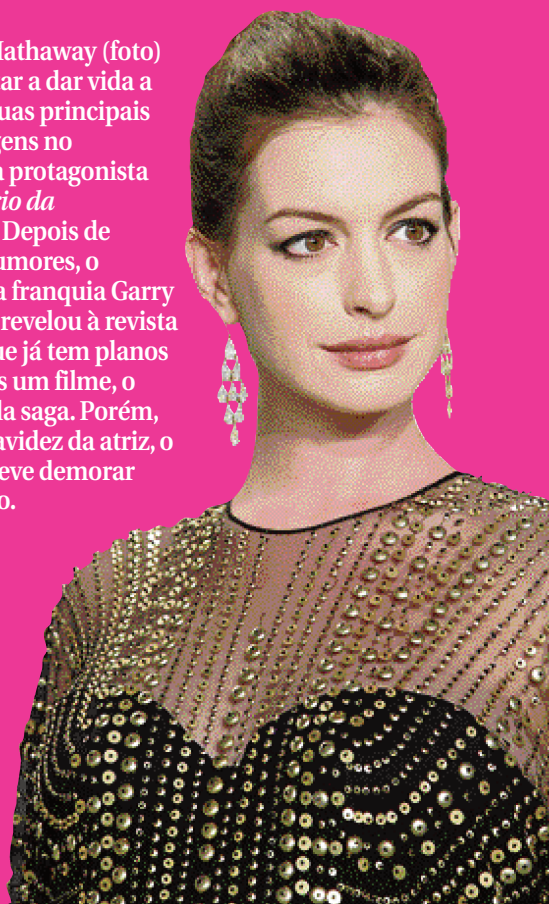 Hathaway (foto)
ar a dar vida a
uas principais
gens no
a protagonista
rio da
Depois de
umores, o
a franquia Garry
revelou à revista
ue já tem planos
s um filme, o
da saga. Porém,
avidez da atriz, o
eve demorar
o.